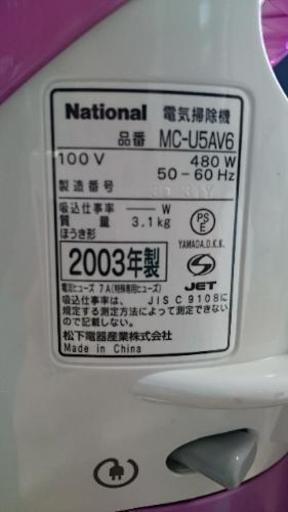 National 電気掃除機
品番 MC-U5AV6
100 V 480 W
50－60 Hz
製造番号
吸込仕事率 ―― W
質量 3.1kg
ほうき形
PS
E
YAMADA.D.K.K.
2003年製
JET
電流ヒューズ 7A(特殊専用ヒューズ)
吸込仕事率は、JIS C 9108に
規定する測定方法によって測定できない
ので記載しない。
松下電器産業株式会社
Made in China